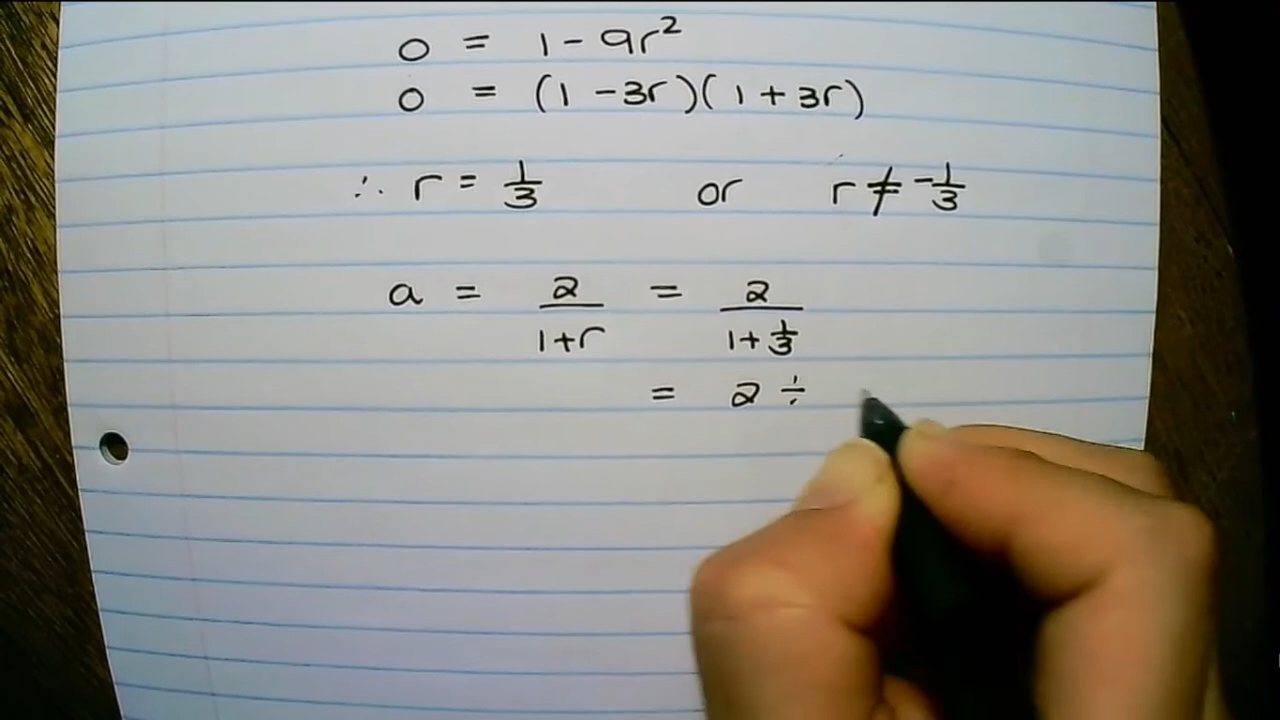 0 = 1 - 9r²
0 = (1 - 3r)(1 + 3r)
∴ r = 1/3 or r ≠ -1/3
a = 2/(1+r) = 2/(1+1/3)
= 2 ÷